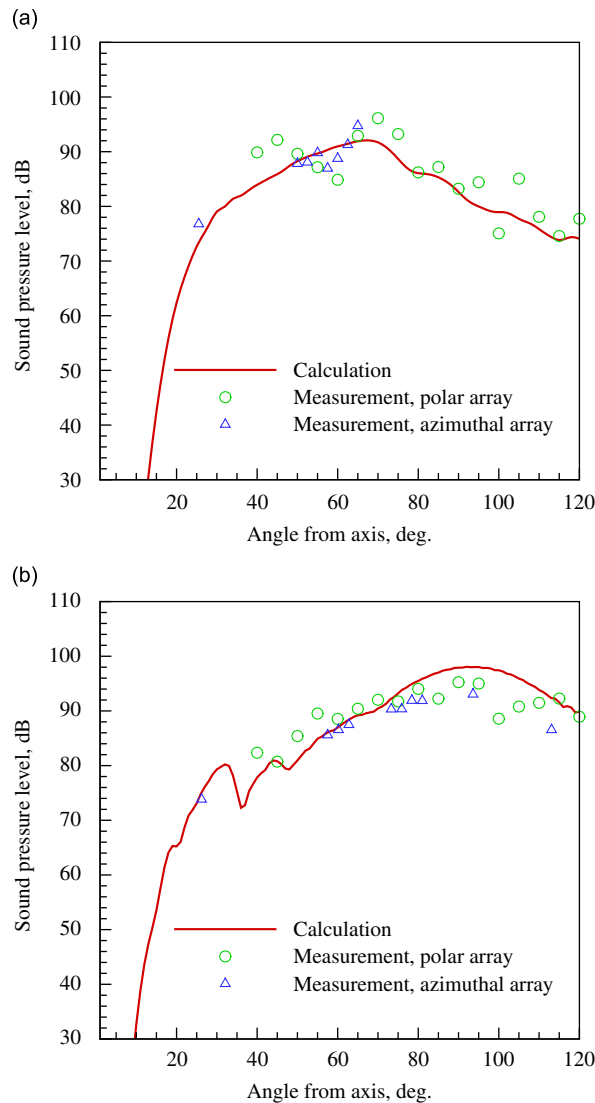 (a)
110
100
90
80
70
60
50
40
30
Sound pressure level, dB
Calculation
Measurement, polar array
Measurement, azimuthal array
20 40 60 80 100 120
Angle from axis, deg.
(b)
110
100
90
80
70
60
50
40
30
Sound pressure level, dB
Calculation
Measurement, polar array
Measurement, azimuthal array
20 40 60 80 100 120
Angle from axis, deg.